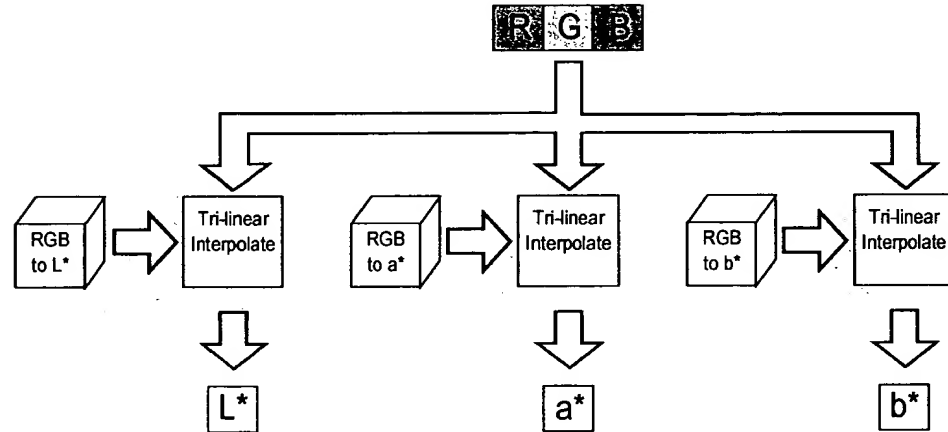 R G B
RGB
to L*
Tri-linear
Interpolate
RGB
to a*
Tri-linear
Interpolate
RGB
to b*
Tri-linear
Interpolate
L*
a*
b*